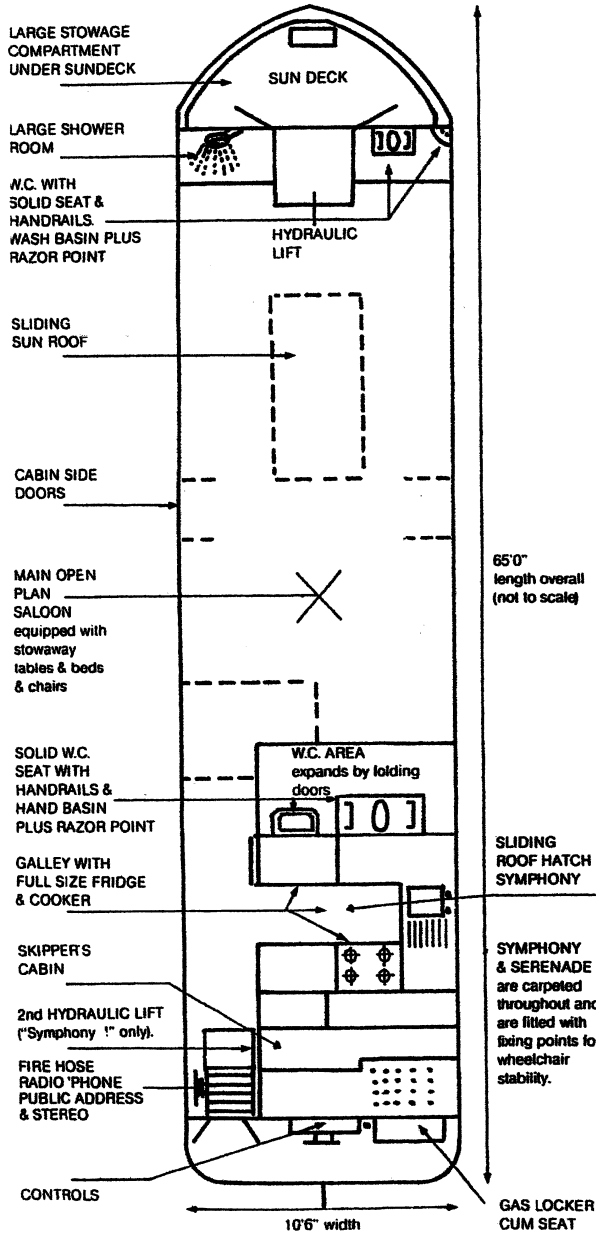 LARGE STOWAGE
COMPARTMENT
UNDER SUNDECK
SUN DECK
LARGE SHOWER
ROOM
W.C. WITH
SOLID SEAT &
HANDRAILS.
WASH BASIN PLUS
RAZOR POINT
HYDRAULIC
LIFT
SLIDING
SUN ROOF
CABIN SIDE
DOORS
MAIN OPEN
PLAN
SALOON
equipped with
stowaway
tables & beds
& chairs
65'0"
length overall
(not to scale)
SOLID W.C.
SEAT WITH
HANDRAILS &
HAND BASIN
PLUS RAZOR POINT
W.C. AREA
expands by folding
doors
GALLEY WITH
FULL SIZE FRIDGE
& COOKER
SLIDING
ROOF HATCH
SYMPHONY
SKIPPER'S
CABIN
2nd HYDRAULIC LIFT
("Symphony !" only).
FIRE HOSE
RADIO 'PHONE
PUBLIC ADDRESS
& STEREO
SYMPHONY
& SERENADE
are carpeted
throughout and
are fitted with
fixing points fo
wheelchair
stability.
CONTROLS
10'6" width
GAS LOCKER
CUM SEAT